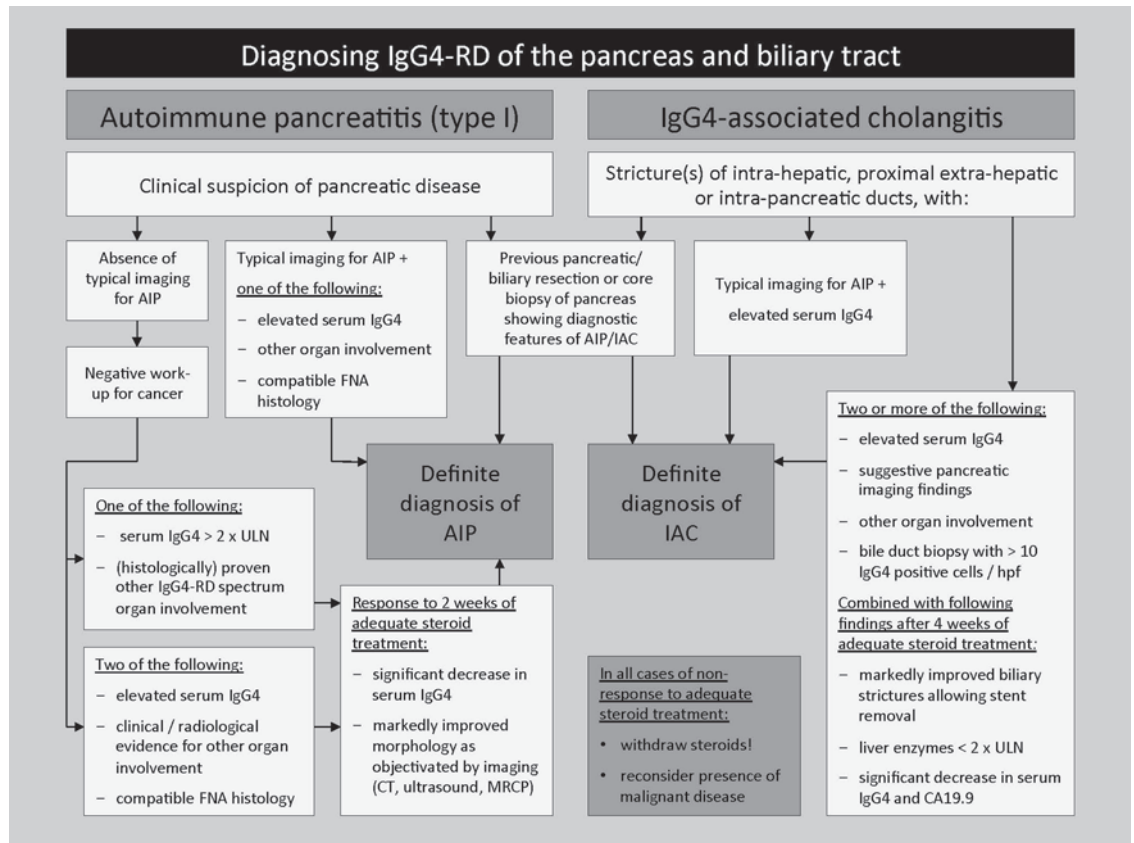 Diagnosing IgG4-RD of the pancreas and biliary tract
Autoimmune pancreatitis (type I)
IgG4-associated cholangitis
Clinical suspicion of pancreatic disease
Stricture(s) of intra-hepatic, proximal extra-hepatic
or intra-pancreatic ducts, with:
Absence of
typical imaging
for AIP
Typical imaging for AIP +
one of the following:
– elevated serum IgG4
– other organ involvement
– compatible FNA
histology
Previous pancreatic/
biliary resection or core
biopsy of pancreas
showing diagnostic
features of AIP/IAC
Typical imaging for AIP +
elevated serum IgG4
Negative work-
up for cancer
Two or more of the following:
– elevated serum IgG4
– suggestive pancreatic
imaging findings
– other organ involvement
– bile duct biopsy with > 10
IgG4 positive cells / hpf
Combined with following
findings after 4 weeks of
adequate steroid treatment:
– markedly improved biliary
strictures allowing stent
removal
– liver enzymes < 2 x ULN
– significant decrease in serum
IgG4 and CA19.9
Definite
diagnosis of
AIP
Definite
diagnosis of
IAC
One of the following:
– serum IgG4 > 2 x ULN
– (histologically) proven
other IgG4-RD spectrum
organ involvement
Two of the following:
– elevated serum IgG4
– clinical / radiological
evidence for other organ
involvement
– compatible FNA histology
Response to 2 weeks of
adequate steroid
treatment:
– significant decrease in
serum IgG4
– markedly improved
morphology as
objectivated by imaging
(CT, ultrasound, MRCP)
In all cases of non-
response to adequate
steroid treatment:
• withdraw steroids!
• reconsider presence of
malignant disease